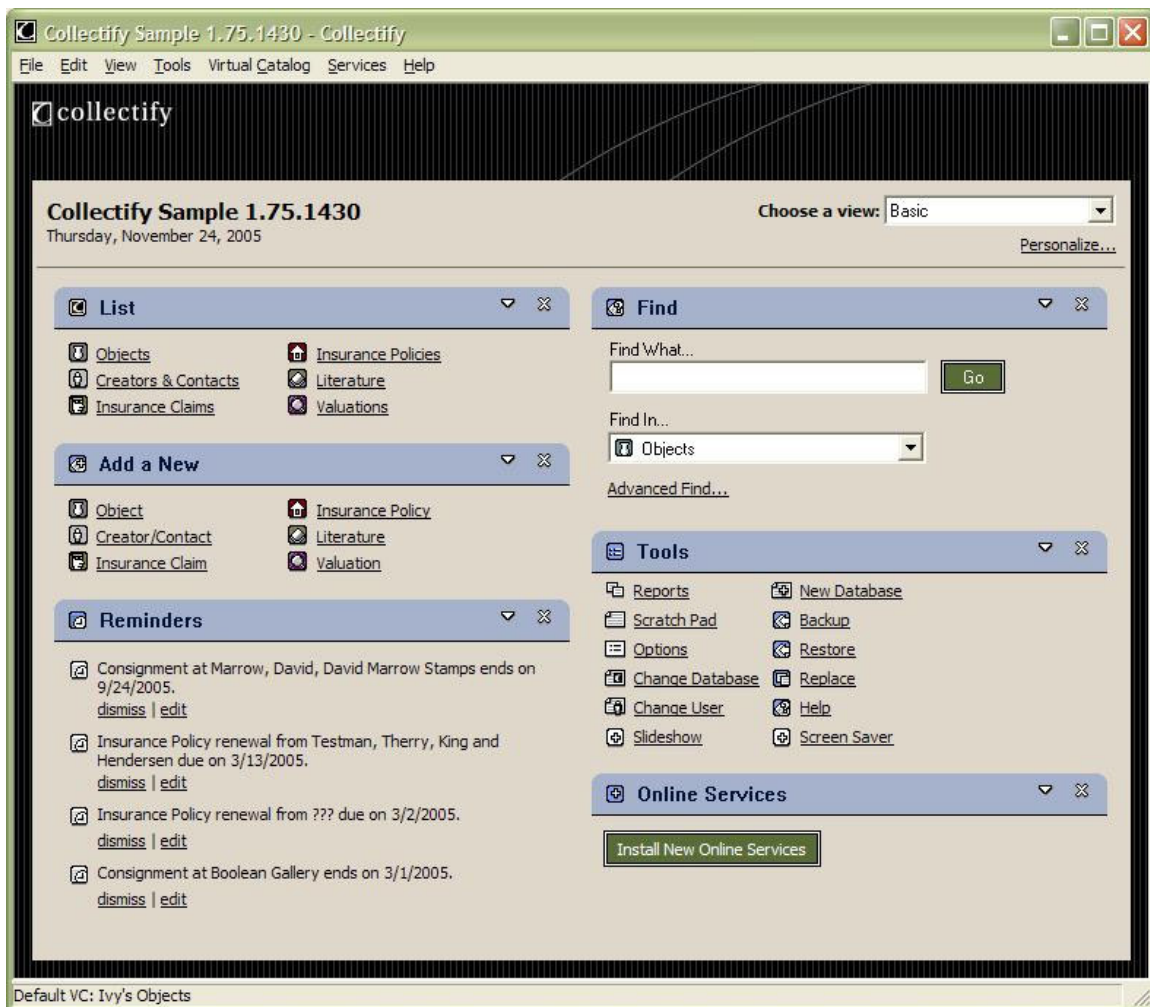 Collectify Sample 1.75.1430 - Collectify
File Edit View Tools Virtual Catalog Services Help
collectify
Collectify Sample 1.75.1430
Thursday, November 24, 2005
Choose a view: Basic
Personalize...
List
Objects
Creators & Contacts
Insurance Claims
Insurance Policies
Literature
Valuations
Add a New
Object
Creator/Contact
Insurance Claim
Insurance Policy
Literature
Valuation
Reminders
Consignment at Marrow, David, David Marrow Stamps ends on
9/24/2005.
dismiss | edit
Insurance Policy renewal from Testman, Therry, King and
Hendersen due on 3/13/2005.
dismiss | edit
Insurance Policy renewal from ??? due on 3/2/2005.
dismiss | edit
Consignment at Boolean Gallery ends on 3/1/2005.
dismiss | edit
Find
Find What...
Go
Find In...
Objects
Advanced Find...
Tools
Reports
Scratch Pad
Options
Change Database
Change User
Slideshow
New Database
Backup
Restore
Replace
Help
Screen Saver
Online Services
Install New Online Services
Default VC: Ivy's Objects